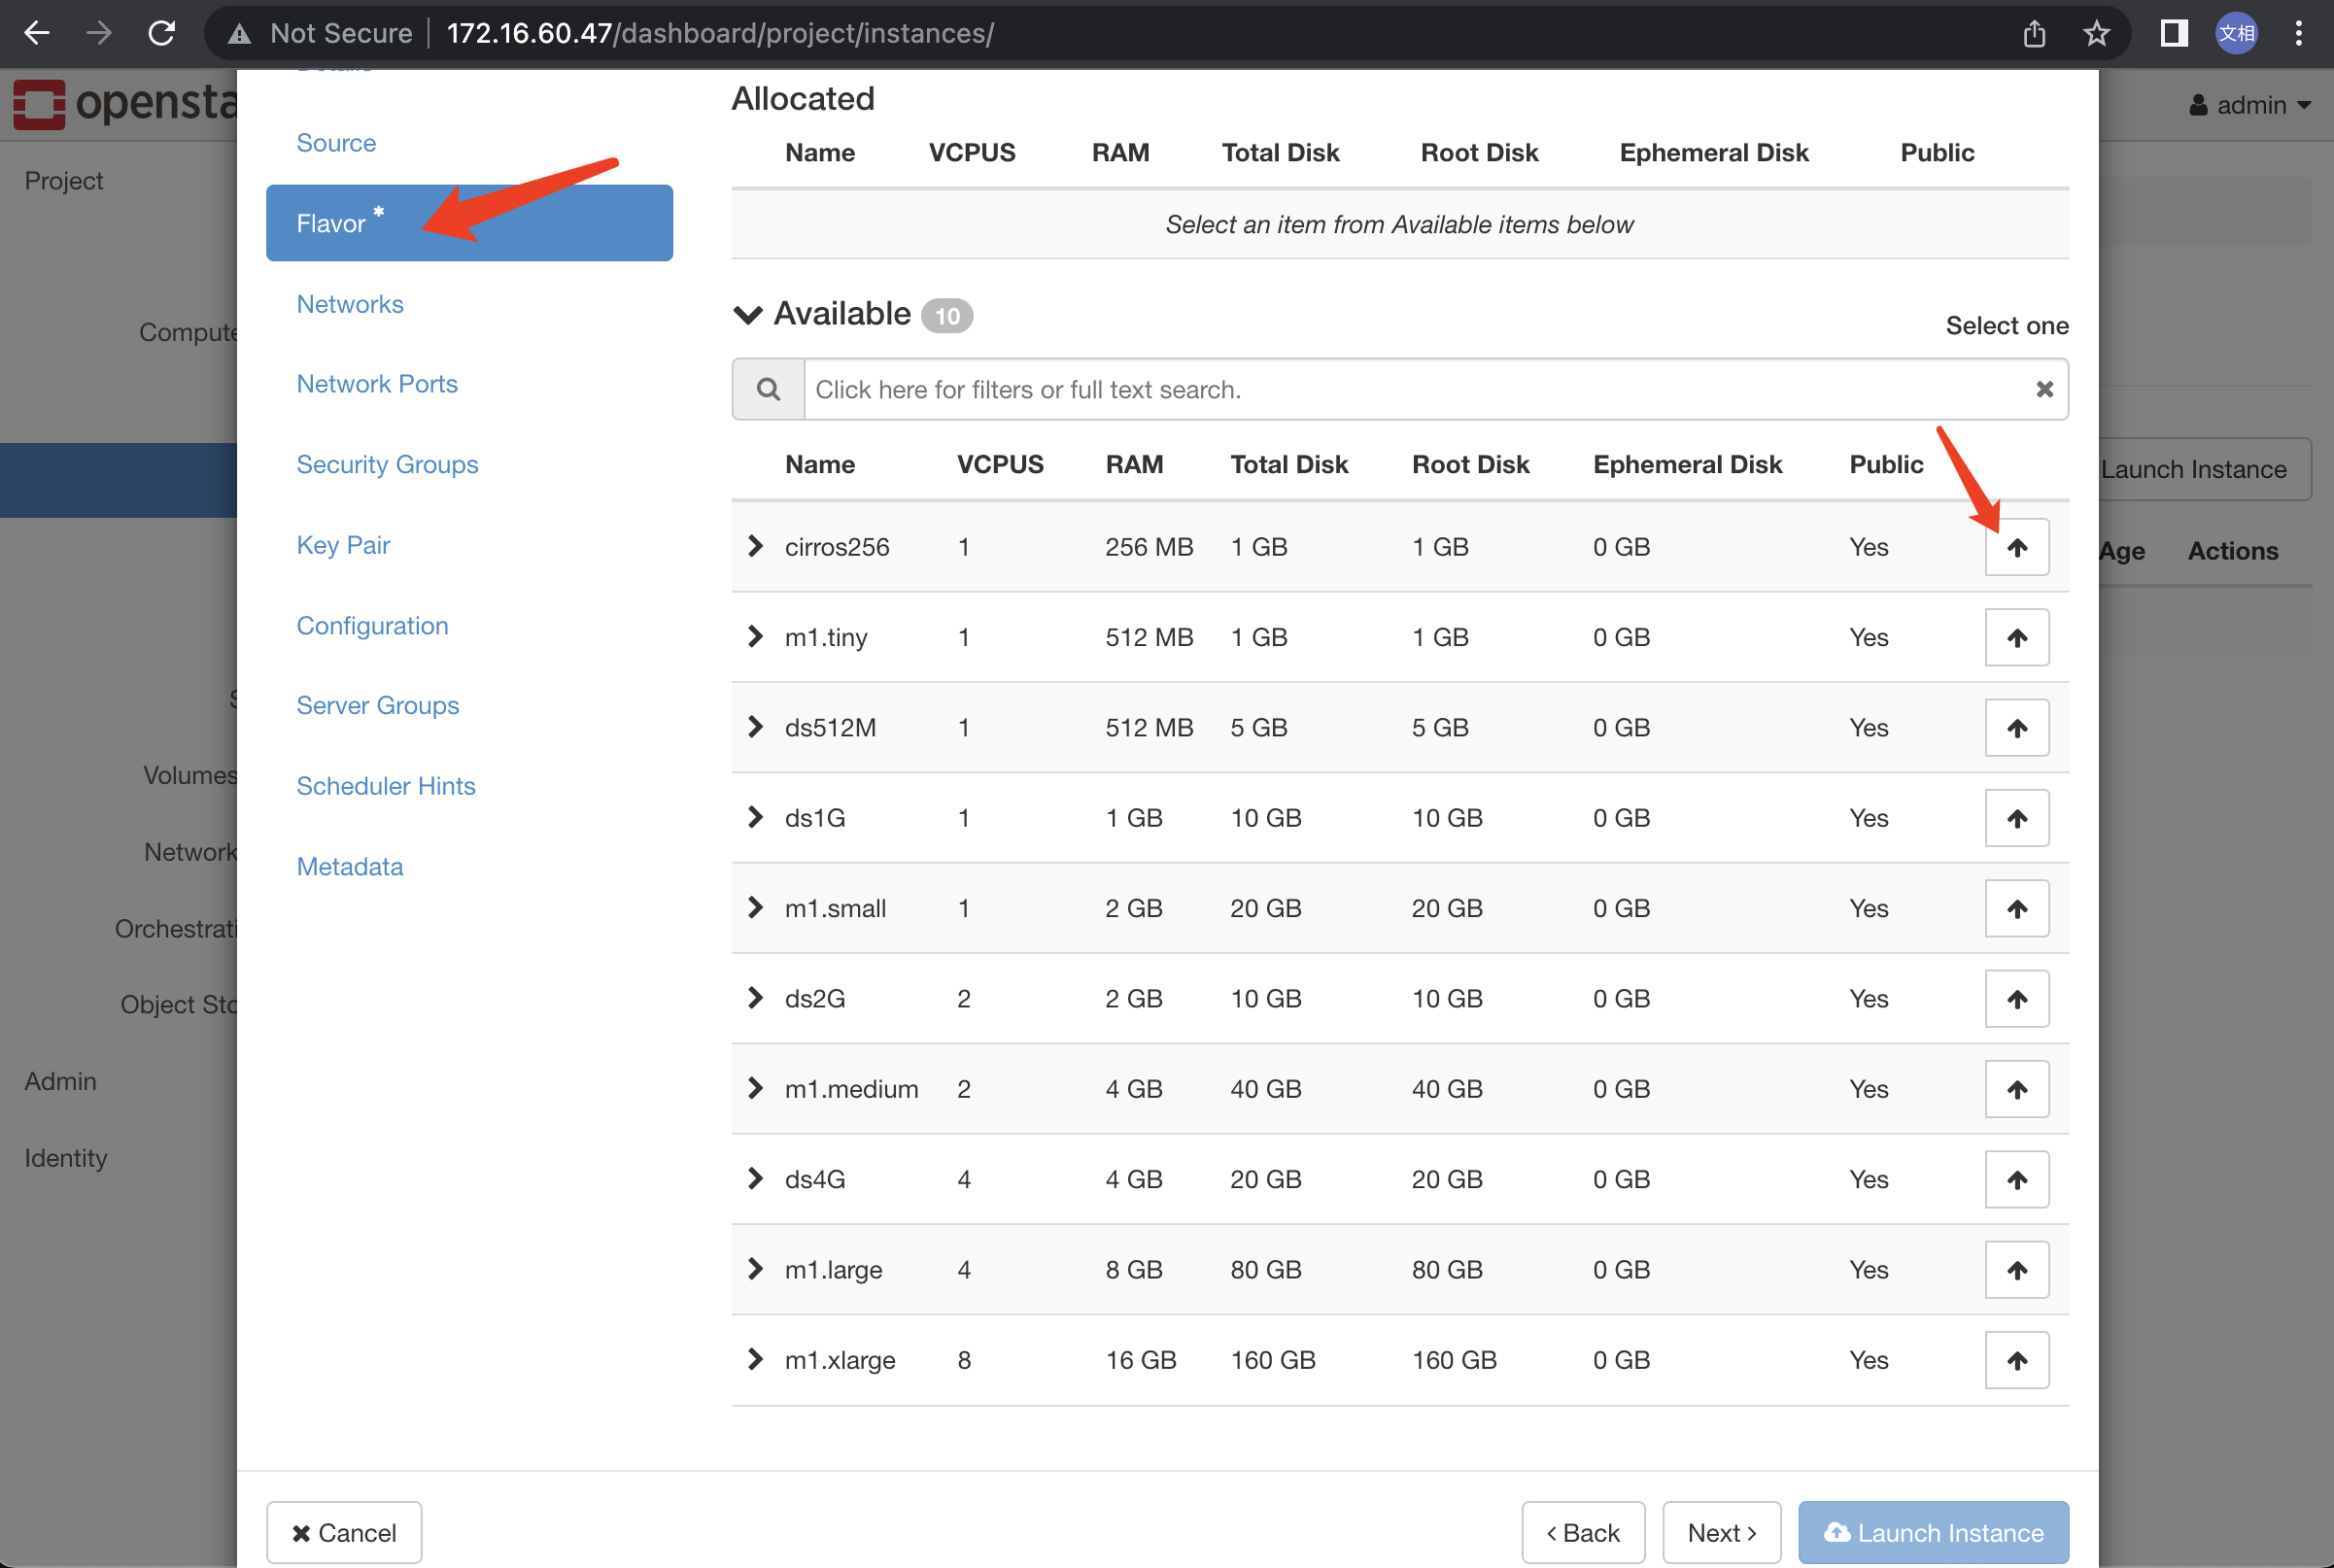 Not Secure 172.16.60.47/dashboard/project/instances/ 文相
Details
opensta
admin
Project
Compute
Volumes
Network
Orchestrati
Object Sto
Admin
Identity
Source
Flavor *
Networks
Network Ports
Security Groups
Key Pair
Configuration
Server Groups
Scheduler Hints
Metadata
Allocated
Name VCPUS RAM Total Disk Root Disk Ephemeral Disk Public
Select an item from Available items below
Available 10
Select one
Click here for filters or full text search.
Name VCPUS RAM Total Disk Root Disk Ephemeral Disk Public
cirros256 1 256 MB 1 GB 1 GB 0 GB Yes
m1.tiny 1 512 MB 1 GB 1 GB 0 GB Yes
ds512M 1 512 MB 5 GB 5 GB 0 GB Yes
ds1G 1 1 GB 10 GB 10 GB 0 GB Yes
m1.small 1 2 GB 20 GB 20 GB 0 GB Yes
ds2G 2 2 GB 10 GB 10 GB 0 GB Yes
m1.medium 2 4 GB 40 GB 40 GB 0 GB Yes
ds4G 4 4 GB 20 GB 20 GB 0 GB Yes
m1.large 4 8 GB 80 GB 80 GB 0 GB Yes
m1.xlarge 8 16 GB 160 GB 160 GB 0 GB Yes
Launch Instance
Age Actions
Cancel
Back
Next
Launch Instance